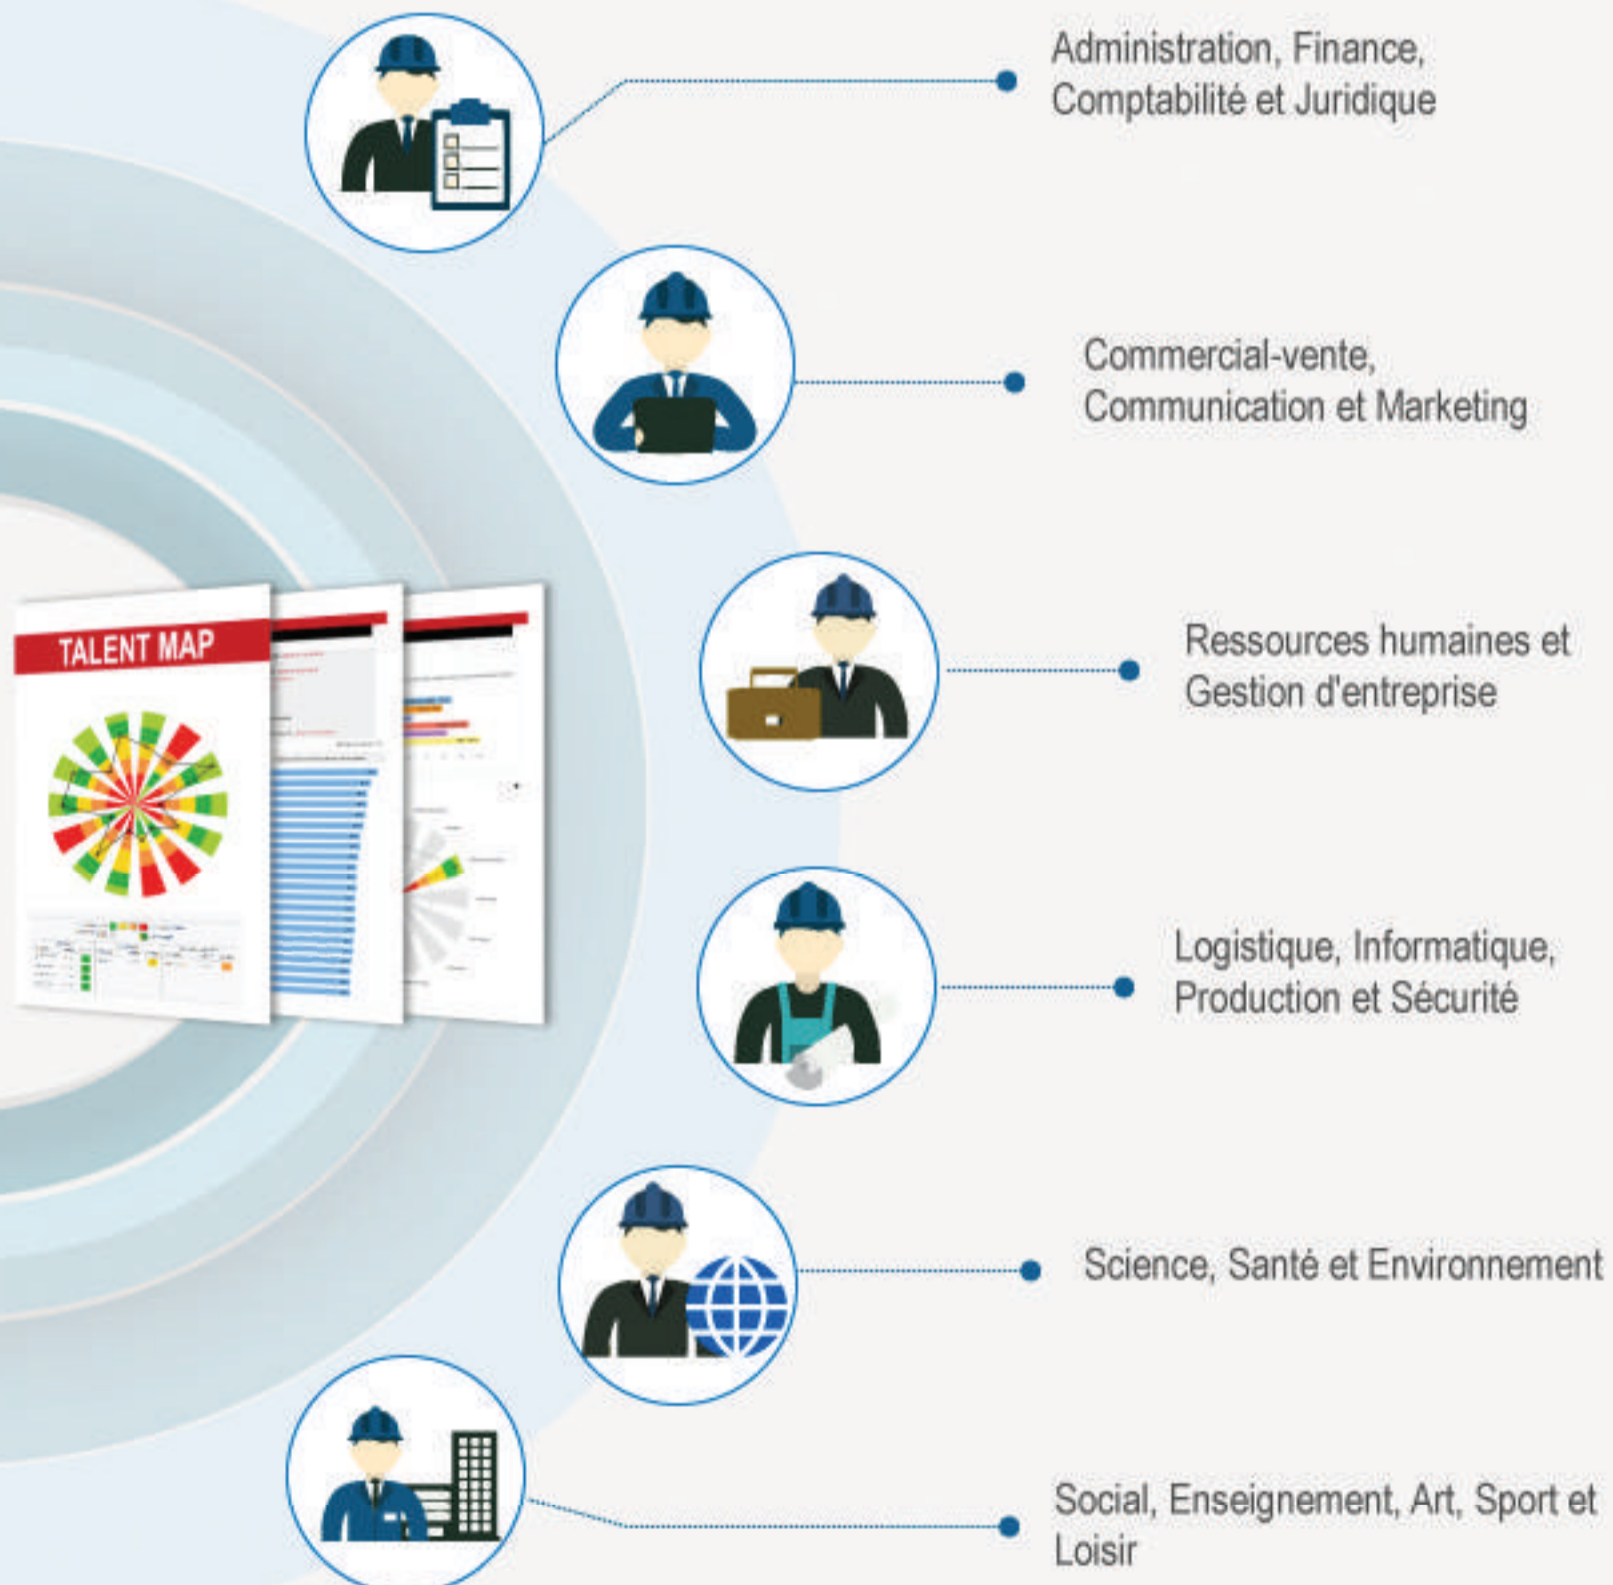 Administration, Finance,
Comptabilité et Juridique
Commercial-vente,
Communication et Marketing
Ressources humaines et
Gestion d'entreprise
TALENT MAP
Logistique, Informatique,
Production et Sécurité
Science, Santé et Environnement
Social, Enseignement, Art, Sport et
Loisir